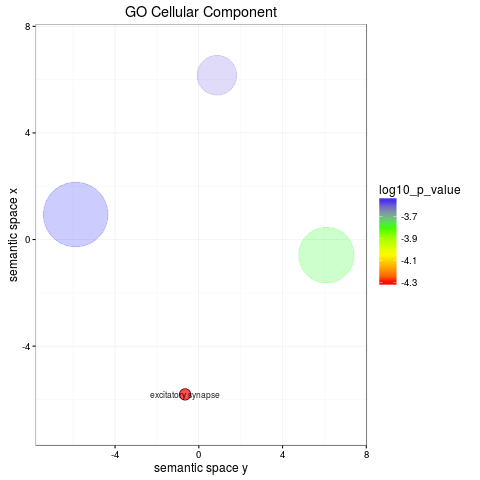 GO Cellular Component
8
4
0
-4
semantic space x
excitatory synapse
-4
0
4
8
semantic space y
log10_p_value
-3.7
-3.9
-4.1
-4.3